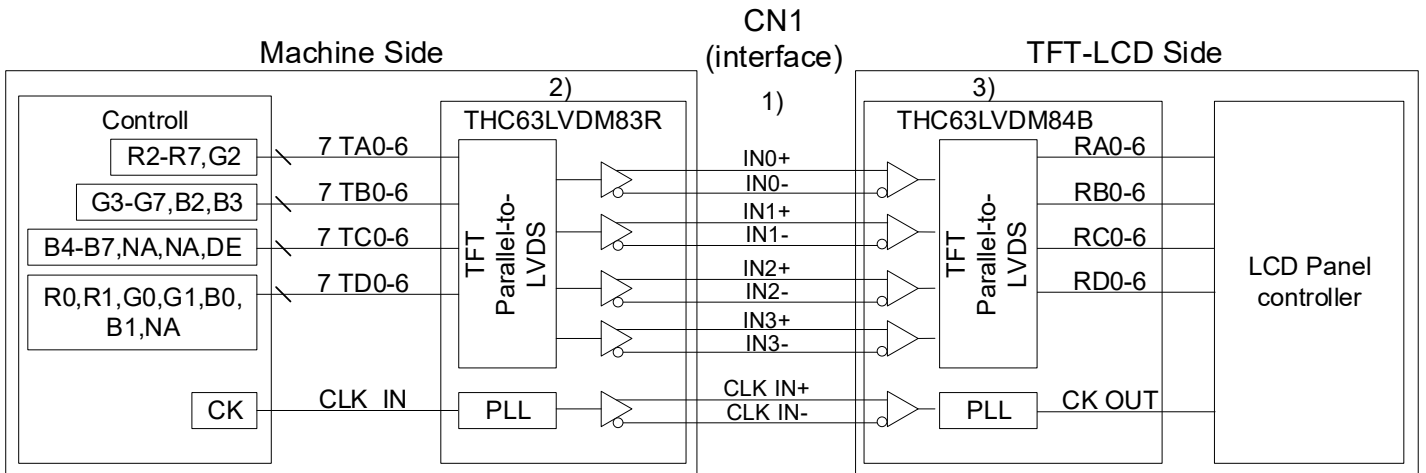 CN1
(interface)
Machine Side
TFT-LCD Side
1)
2)
3)
Controll
THC63LVDM83R
THC63LVDM84B
R2-R7,G2
7 TA0-6
IN0+
IN0-
RA0-6
G3-G7,B2,B3
7 TB0-6
IN1+
IN1-
RB0-6
B4-B7,NA,NA,DE
7 TC0-6
IN2+
IN2-
RC0-6
R0,R1,G0,G1,B0,
B1,NA
7 TD0-6
IN3+
IN3-
RD0-6
TFT
Parallel-to-
LVDS
TFT
Parallel-to-
LVDS
LCD Panel
controller
CK
CLK IN
PLL
CLK IN+
CLK IN-
PLL
CK OUT